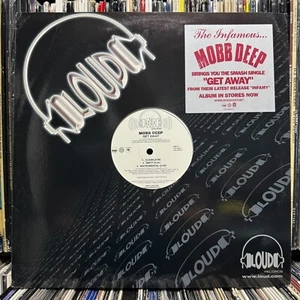 LOUD
The Infamous...
MOBB DEEP
BRINGS YOU THE SMASH SINGLE
"GET AWAY"
FROM THEIR LATEST RELEASE "INFAMY"
ALBUM IN STORES NOW
MOBB DEEP
GET AWAY
LOUD
RECORDS
www.loud.com